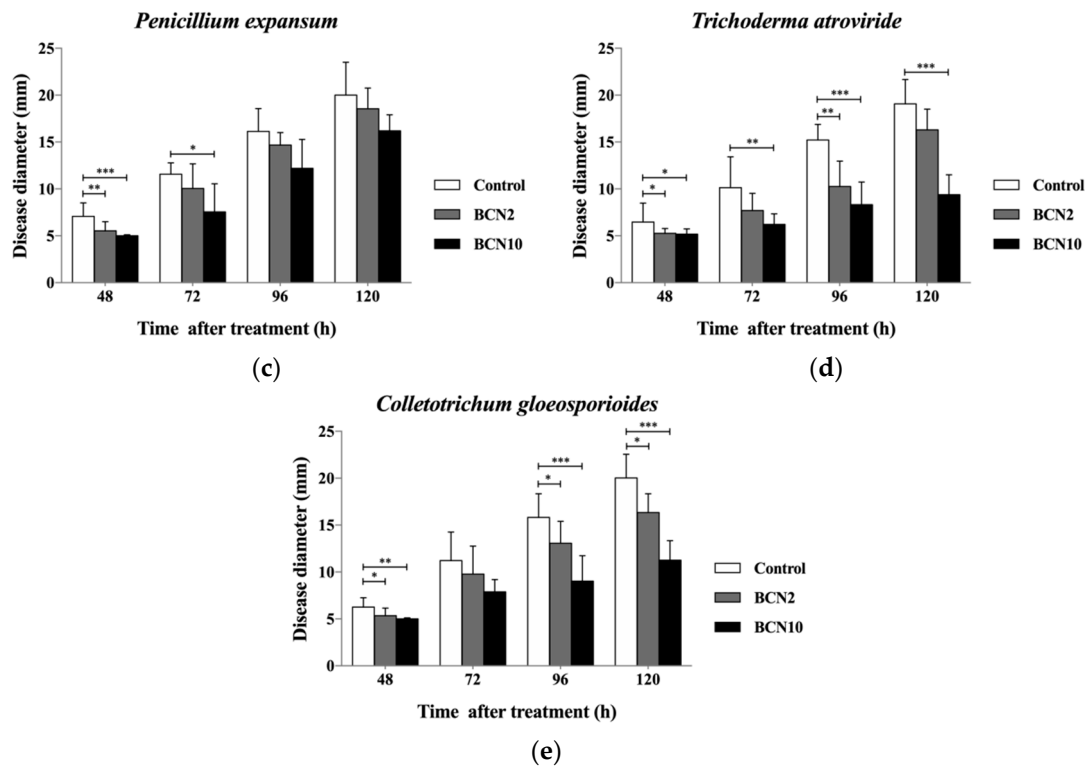 Penicillium expansum
Disease diameter (mm)
25
20
15
10
5
0
***
**
*
48
72
96
120
Time after treatment (h)
Control
BCN2
BCN10
(c)
Trichoderma atroviride
Disease diameter (mm)
25
20
15
10
5
0
*
*
**
***
**
***
48
72
96
120
Time after treatment (h)
Control
BCN2
BCN10
(d)
Colletotrichum gloeosporioides
Disease diameter (mm)
25
20
15
10
5
0
**
*
***
*
***
*
48
72
96
120
Time after treatment (h)
Control
BCN2
BCN10
(e)